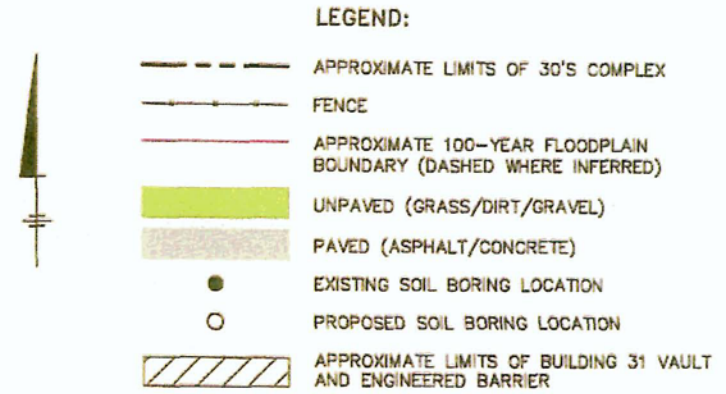 LEGEND:
APPROXIMATE LIMITS OF 30'S COMPLEX
FENCE
APPROXIMATE 100-YEAR FLOODPLAIN
BOUNDARY (DASHED WHERE INFERRED)
UNPAVED (GRASS/DIRT/GRAVEL)
PAVED (ASPHALT/CONCRETE)
EXISTING SOIL BORING LOCATION
PROPOSED SOIL BORING LOCATION
APPROXIMATE LIMITS OF BUILDING 31 VAULT
AND ENGINEERED BARRIER